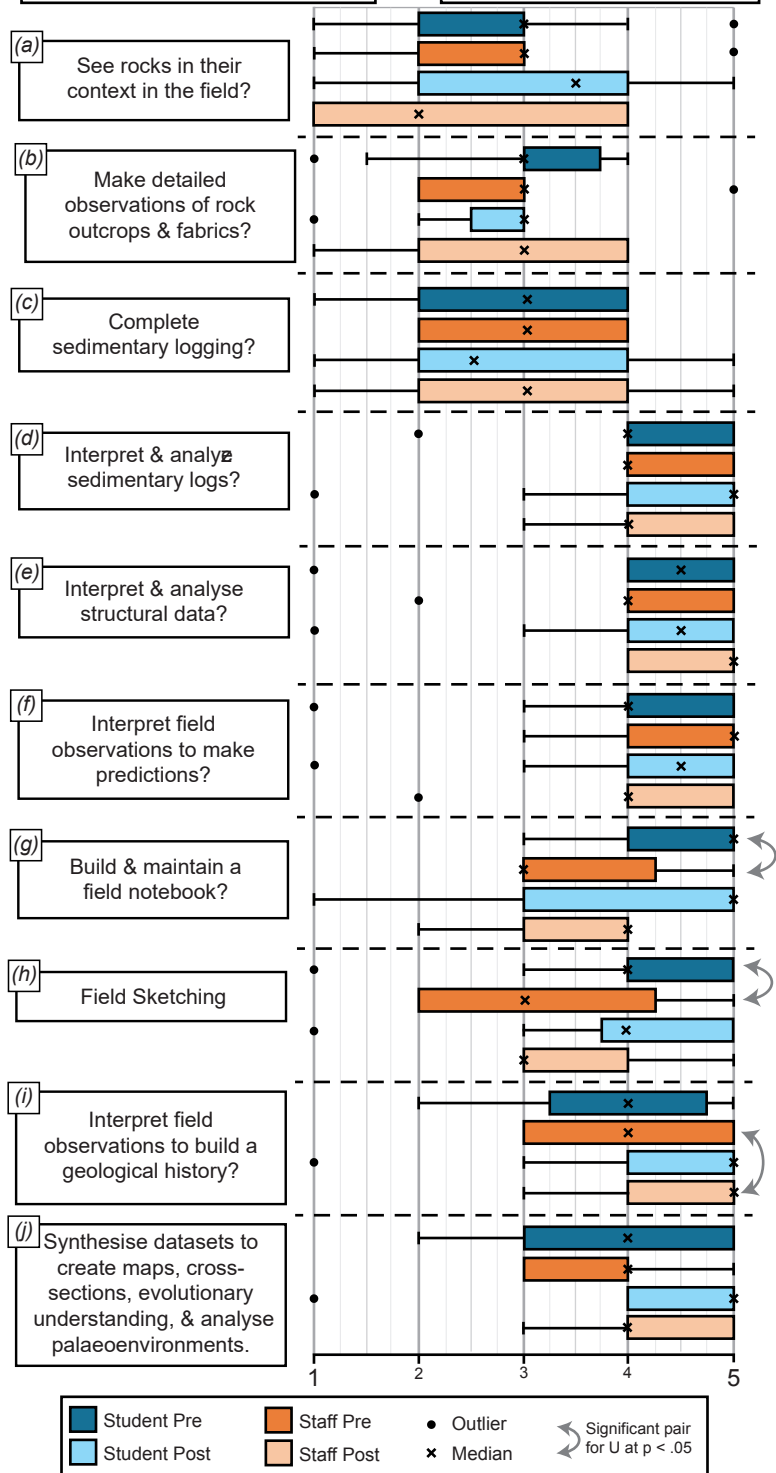 (a)
See rocks in their
context in the field?
(b)
Make detailed
observations of rock
outcrops & fabrics?
(c)
Complete
sedimentary logging?
(d)
Interpret & analyze
sedimentary logs?
(e)
Interpret & analyse
structural data?
(f)
Interpret field
observations to make
predictions?
(g)
Build & maintain a
field notebook?
(h)
Field Sketching
(i)
Interpret field
observations to build a
geological history?
(j)
Synthesise datasets to
create maps, cross-
sections, evolutionary
understanding, & analyse
palaeoenvironments.
1 2 3 4 5
Student Pre Staff Pre Outlier Significant pair
Student Post Staff Post Median for U at p < .05